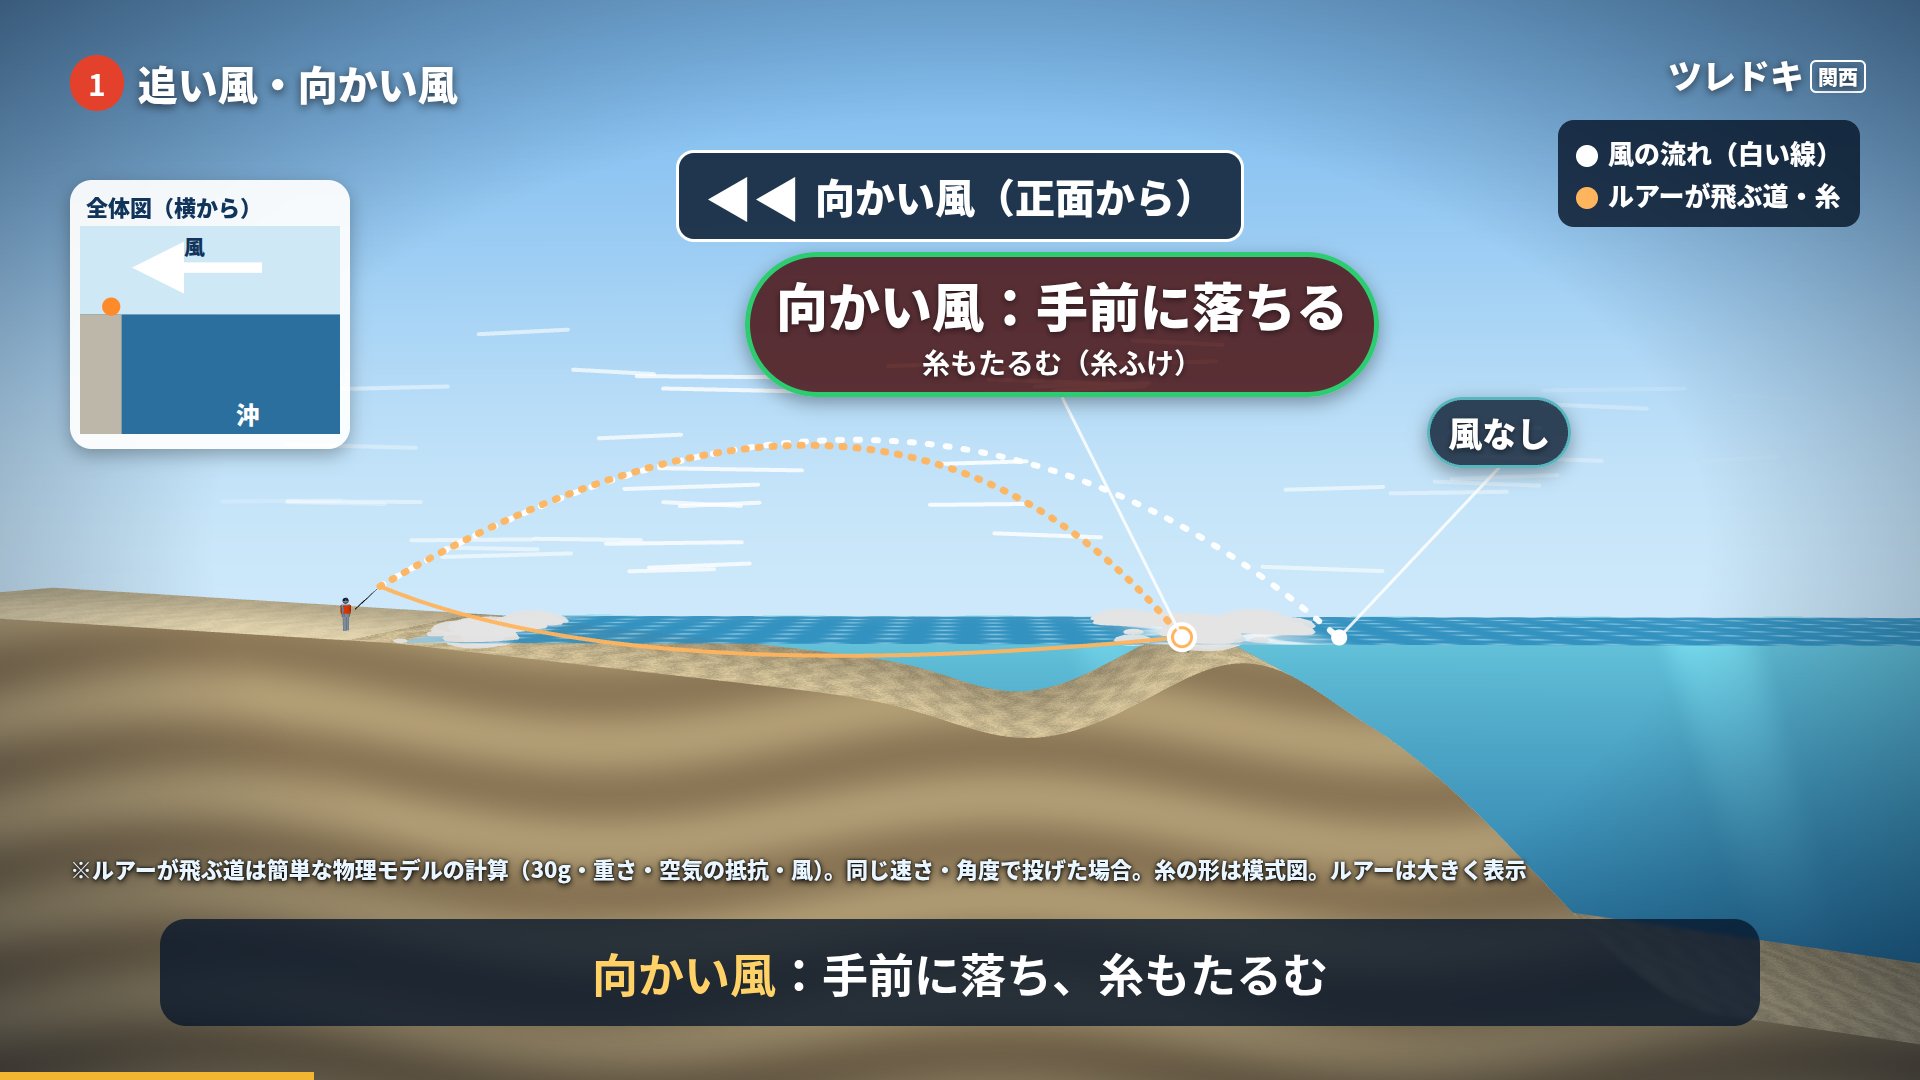 1 追い風・向かい風
ツレドキ 関西
風の流れ（白い線）
ルアーが飛ぶ道・糸
全体図（横から）
風
沖
◀◀ 向かい風（正面から）
向かい風：手前に落ちる
糸もたるむ（糸ふけ）
風なし
※ルアーが飛ぶ道は簡単な物理モデルの計算（30g・重さ・空気の抵抗・風）。同じ速さ・角度で投げた場合。糸の形は模式図。ルアーは大きく表示
向かい風：手前に落ち、糸もたるむ